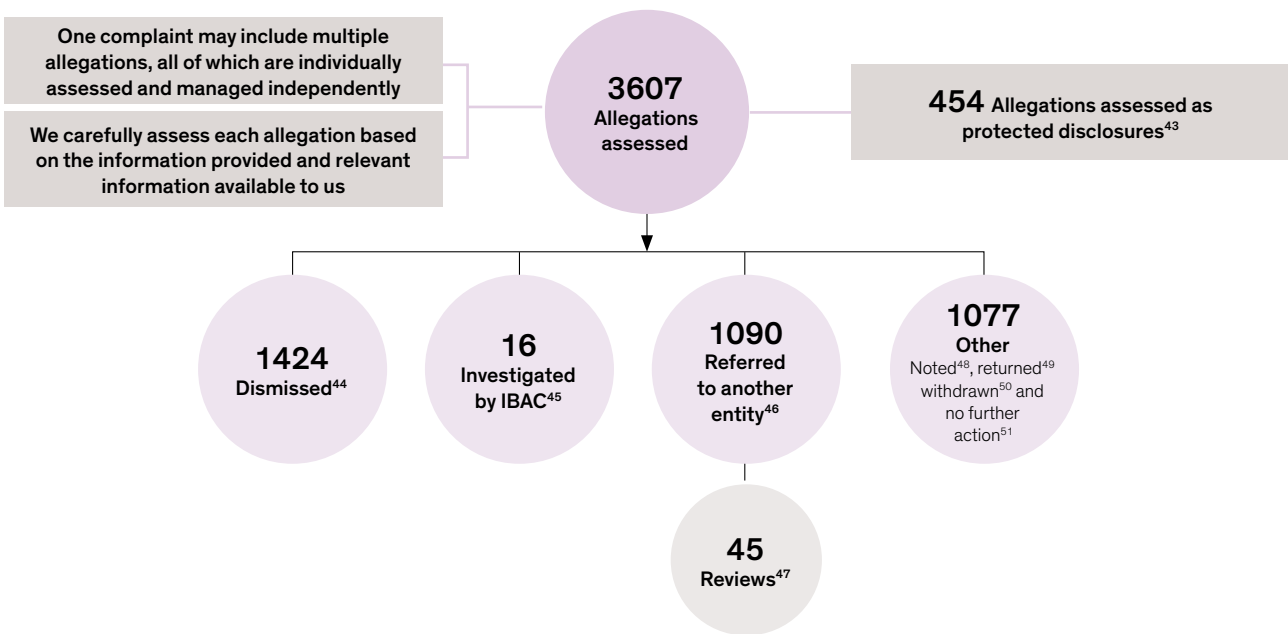 One complaint may include multiple
allegations, all of which are individually
assessed and managed independently
We carefully assess each allegation based
on the information provided and relevant
information available to us
3607
Allegations
assessed
454 Allegations assessed as
protected disclosures⁴³
1424
Dismissed⁴⁴
16
Investigated
by IBAC⁴⁵
1090
Referred
to another
entity⁴⁶
1077
Other
Noted⁴⁸, returned⁴⁹
withdrawn⁵⁰ and
no further
action⁵¹
45
Reviews⁴⁷